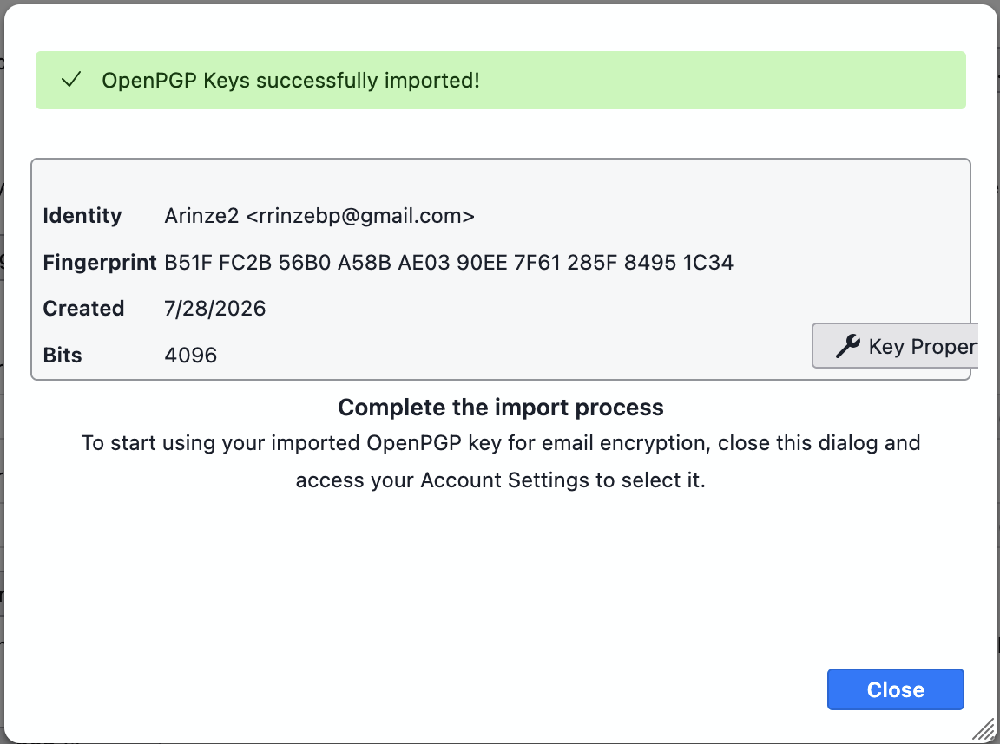 OpenPGP Keys successfully imported!
Identity Arinze2 <rrinzebp@gmail.com>
Fingerprint B51F FC2B 56B0 A58B AE03 90EE 7F61 285F 8495 1C34
Created 7/28/2026
Bits 4096
Key Proper
Complete the import process
To start using your imported OpenPGP key for email encryption, close this dialog and
access your Account Settings to select it.
Close